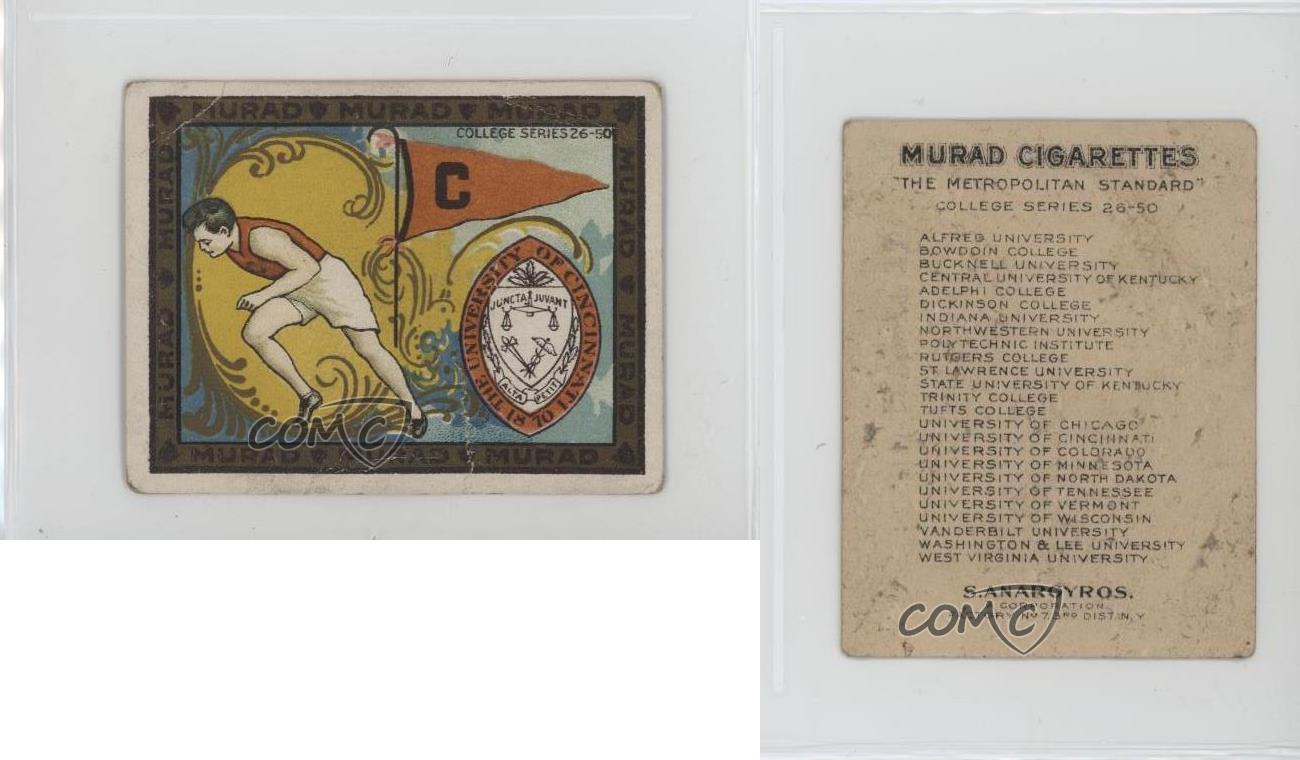 MURAD MURAD MURAD
COLLEGE SERIES 26-50
MURAD MURAD
MURAD MURAD
C
THE UNIVERSITY OF CINCINNATI 1870
JUNCTA JUVANT
ALTA PETIT
MURAD MURAD MURAD
COMC
MURAD CIGARETTES
"THE METROPOLITAN STANDARD"
COLLEGE SERIES 26-50
ALFRED UNIVERSITY
BOWDOIN COLLEGE
BUCKNELL UNIVERSITY
CENTRAL UNIVERSITY OF KENTUCKY
ADELPHI COLLEGE
DICKINSON COLLEGE
INDIANA UNIVERSITY
NORTHWESTERN UNIVERSITY
POLYTECHNIC INSTITUTE
RUTGERS COLLEGE
ST. LAWRENCE UNIVERSITY
STATE UNIVERSITY OF KENTUCKY
TRINITY COLLEGE
TUFTS COLLEGE
UNIVERSITY OF CHICAGO
UNIVERSITY OF CINCINNATI
UNIVERSITY OF COLORADO
UNIVERSITY OF MINNESOTA
UNIVERSITY OF NORTH DAKOTA
UNIVERSITY OF TENNESSEE
UNIVERSITY OF VERMONT
UNIVERSITY OF WISCONSIN
VANDERBILT UNIVERSITY
WASHINGTON & LEE UNIVERSITY
WEST VIRGINIA UNIVERSITY
S. ANARGYROS.
CORPORATION
FACTORY No 7, 3RD DIST. N.Y
COMC